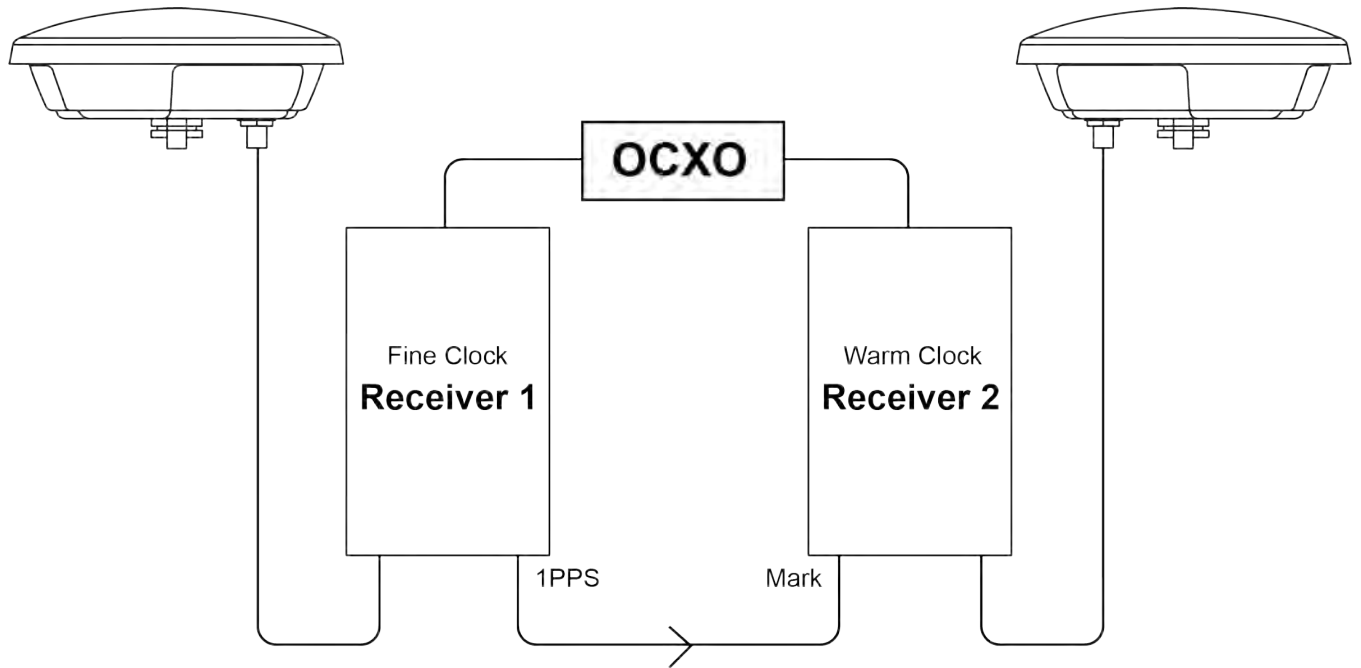 OCXO
Fine Clock
Receiver 1
Warm Clock
Receiver 2
1PPS
Mark